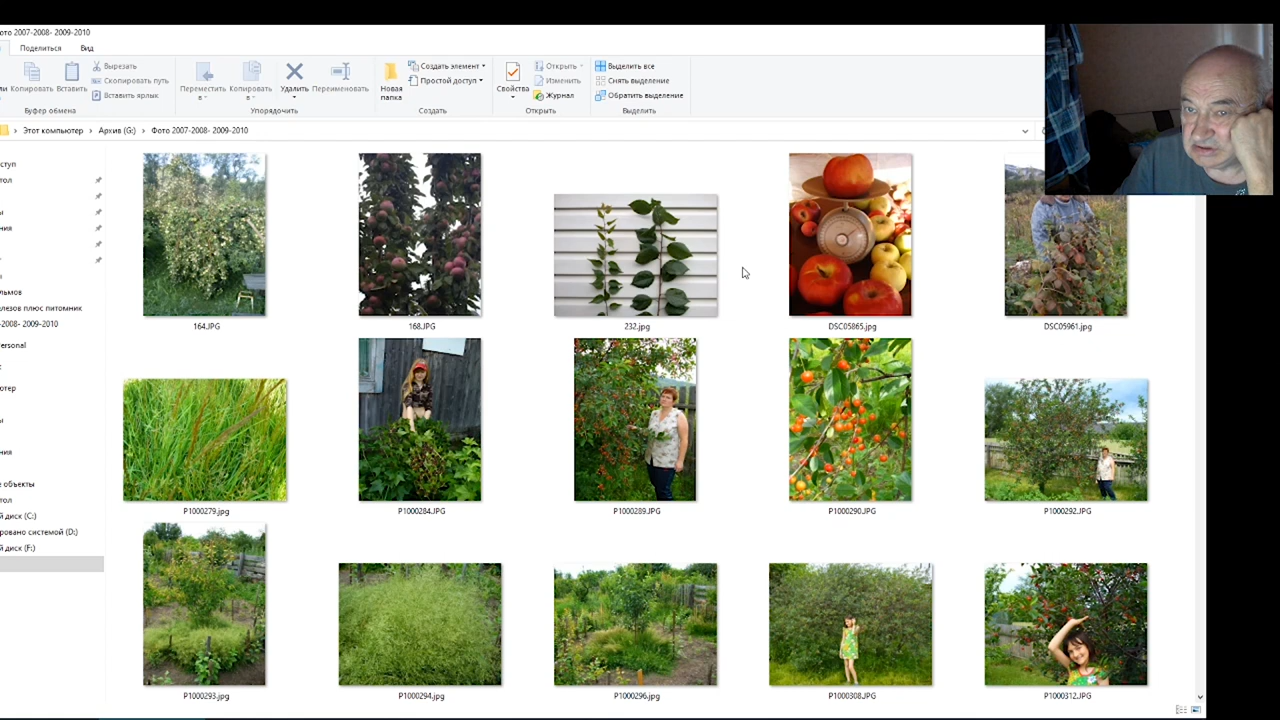 ото 2007-2008- 2009-2010
Поделиться Вид
Вырезать
Скопировать путь
Вставить ярлык
Копировать Вставить
Буфер обмена
Переместить в
Копировать в
Удалить
Переименовать
Упорядочить
Новая папка
Создать элемент
Простой доступ
Создать
Свойства
Открыть
Изменить
Журнал
Открыть
Выделить все
Снять выделение
Обратить выделение
Выделить
Этот компьютер > Архив (G:) > Фото 2007-2008- 2009-2010
ступ
тол
ы
ния
льмов
елезов плюс питомник
-2008- 2009-2010
ersonal
ютер
ы
ния
е объекты
тол
й диск (C:)
ровано системой (D:)
й диск (F:)
164.JPG 168.JPG 232.jpg DSC05865.jpg DSC05961.jpg
P1000279.jpg P1000284.JPG P1000289.JPG P1000290.JPG P1000292.JPG
P1000293.jpg P1000294.jpg P1000296.jpg P1000308.JPG P1000312.JPG